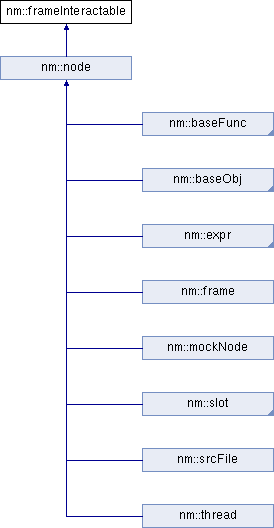 nm::frameInteractable
nm::node
nm::baseFunc
nm::baseObj
nm::expr
nm::frame
nm::mockNode
nm::slot
nm::srcFile
nm::thread